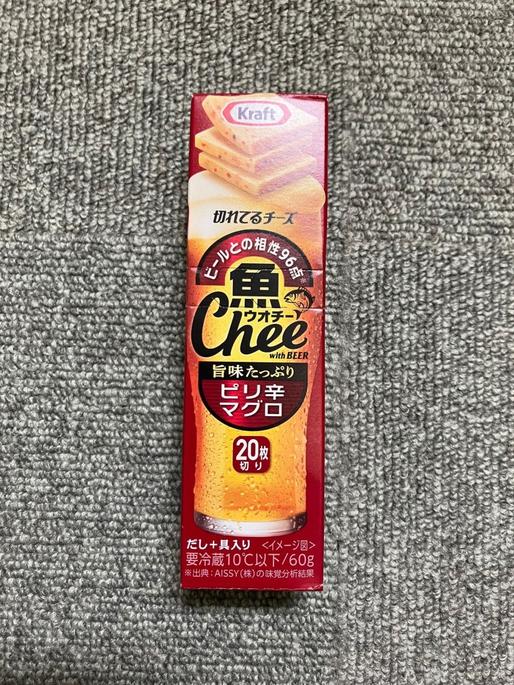 Kraft
切れてるチーズ
ビールとの相性96点※
魚
ウオチー
Chee
with BEER
旨味たっぷり
ピリ辛
マグロ
20枚
切り
だし+具入り <イメージ図>
要冷蔵10℃以下/60g
※出典:AISSY(株)の味覚分析結果